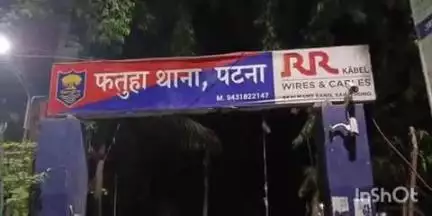 फतुहा थाना, पटना
M. 9431822147
RR
KABEL
WIRES & CABLES
InShOt